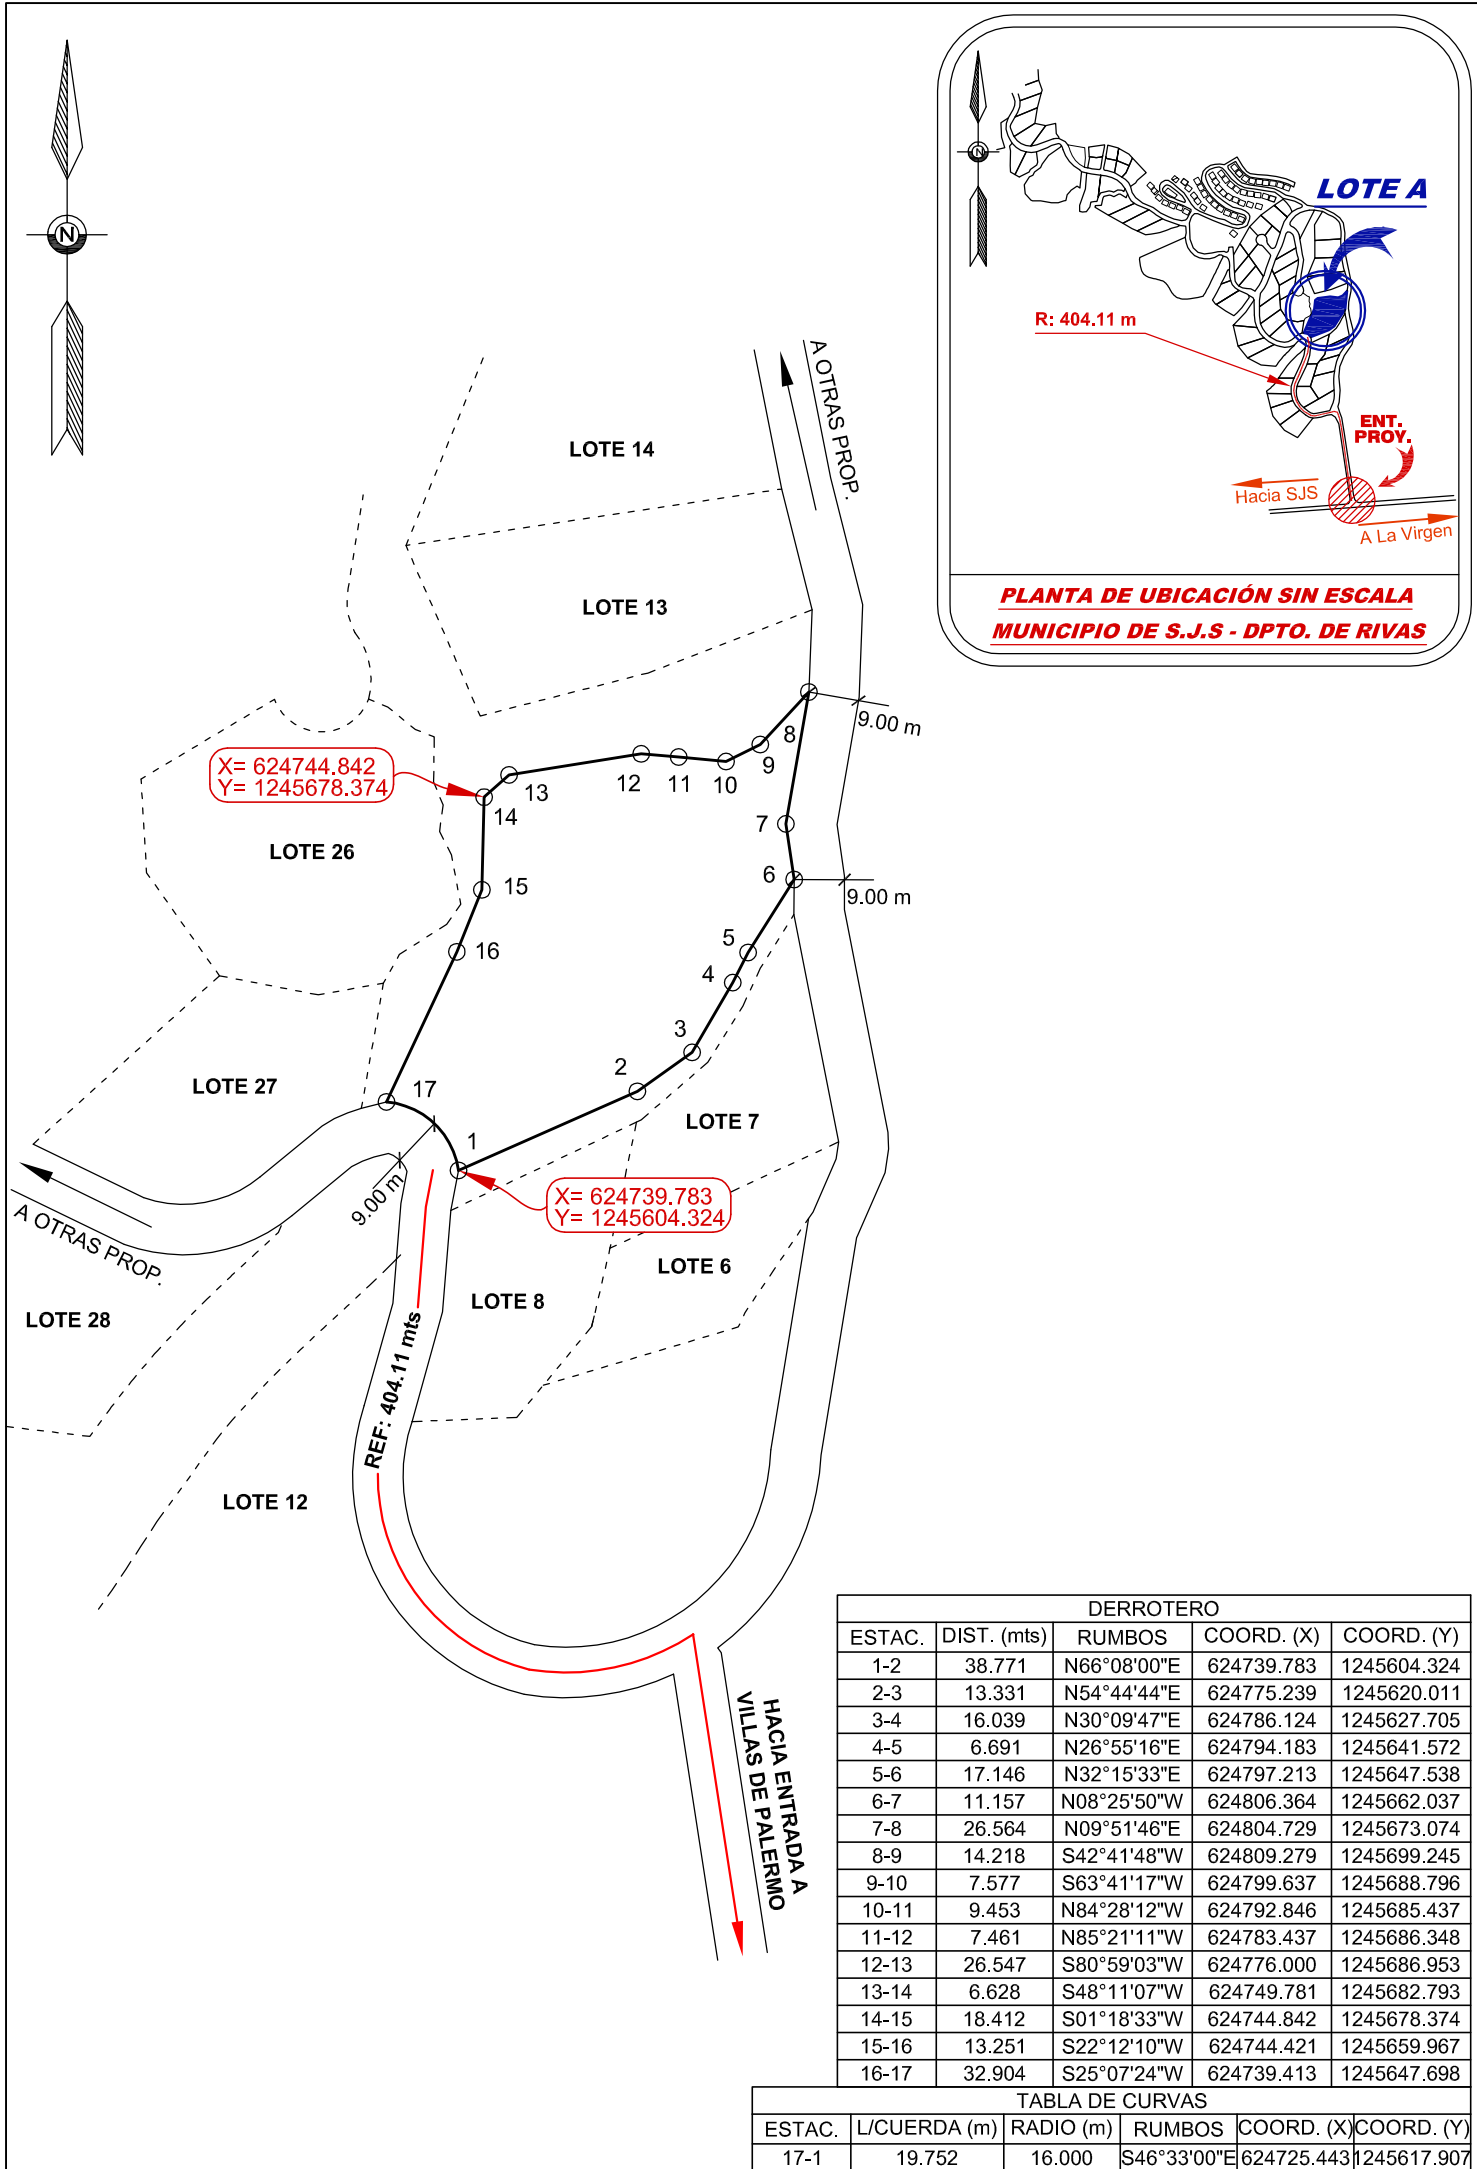 N
N
LOTE A
R: 404.11 m
ENT.
PROY.
Hacia SJS
A La Virgen
PLANTA DE UBICACIÓN SIN ESCALA
MUNICIPIO DE S.J.S - DPTO. DE RIVAS
A OTRAS PROP.
LOTE 14
LOTE 13
9.00 m
8
9
10
11
12
13
14
X= 624744.842
Y= 1245678.374
7
LOTE 26
6
9.00 m
15
5
16
4
3
2
LOTE 27
17
LOTE 7
1
X= 624739.783
Y= 1245604.324
9.00 m
A OTRAS PROP.
LOTE 6
LOTE 8
LOTE 28
REF: 404.11 mts
LOTE 12
HACIA ENTRADA A
VILLAS DE PALERMO
DERROTERO
ESTAC. DIST. (mts) RUMBOS COORD. (X) COORD. (Y)
1-2 38.771 N66°08'00"E 624739.783 1245604.324
2-3 13.331 N54°44'44"E 624775.239 1245620.011
3-4 16.039 N30°09'47"E 624786.124 1245627.705
4-5 6.691 N26°55'16"E 624794.183 1245641.572
5-6 17.146 N32°15'33"E 624797.213 1245647.538
6-7 11.157 N08°25'50"W 624806.364 1245662.037
7-8 26.564 N09°51'46"E 624804.729 1245673.074
8-9 14.218 S42°41'48"W 624809.279 1245699.245
9-10 7.577 S63°41'17"W 624799.637 1245688.796
10-11 9.453 N84°28'12"W 624792.846 1245685.437
11-12 7.461 N85°21'11"W 624783.437 1245686.348
12-13 26.547 S80°59'03"W 624776.000 1245686.953
13-14 6.628 S48°11'07"W 624749.781 1245682.793
14-15 18.412 S01°18'33"W 624744.842 1245678.374
15-16 13.251 S22°12'10"W 624744.421 1245659.967
16-17 32.904 S25°07'24"W 624739.413 1245647.698
TABLA DE CURVAS
ESTAC. L/CUERDA (m) RADIO (m) RUMBOS COORD. (X) COORD. (Y)
17-1 19.752 16.000 S46°33'00"E 624725.443 1245617.907